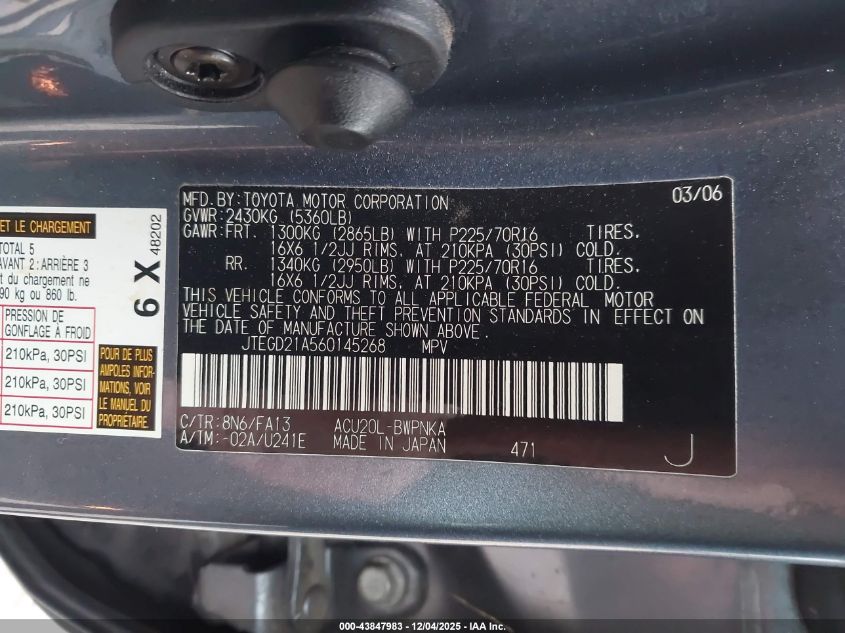 ET LE CHARGEMENT
TOTAL 5
AVANT 2: ARRIÈRE 3
du chargement ne
90 kg ou 860 lb.
PRESSION DE
GONFLAGE À FROID
210kPa, 30PSI
210kPa, 30PSI
210kPa, 30PSI
POUR DE PLUS
AMPLES INFOR-
MATIONS, VOIR
LE MANUEL DU
PROPRIÉTAIRE.
6 X 48202
MFD.BY:TOYOTA MOTOR CORPORATION 03/06
GVWR:2430KG (5360LB)
GAWR:FRT. 1300KG (2865LB) WITH P225/70R16 TIRES.
16X6 1/2JJ RIMS, AT 210KPA (30PSI) COLD.
RR. 1340KG (2950LB) WITH P225/70R16 TIRES,
16X6 1/2JJ RIMS, AT 210KPA (30PSI) COLD.
THIS VEHICLE CONFORMS TO ALL APPLICABLE FEDERAL MOTOR
VEHICLE SAFETY AND THEFT PREVENTION STANDARDS IN EFFECT ON
THE DATE OF MANUFACTURE SHOWN ABOVE.
JTEGD21A560145268 MPV
C/TR:8N6/FA13 ACU20L-BWPNKA
A/TM:-02A/U241E MADE IN JAPAN 471 J
000-43847983 - 12/04/2025 - IAA Inc.